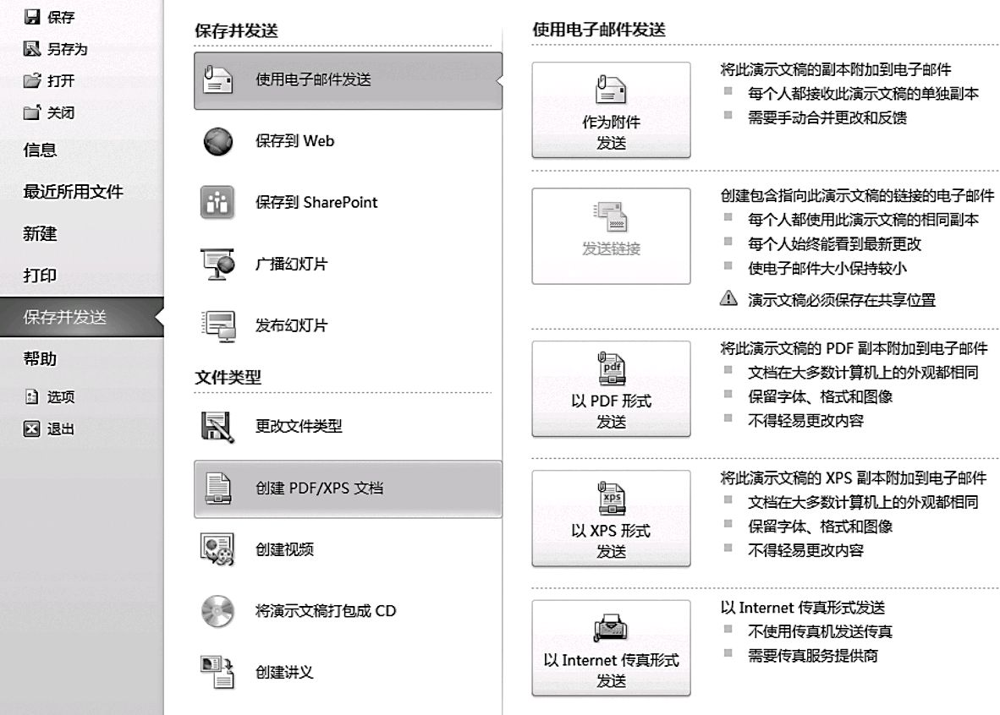 保存
另存为
打开
关闭
信息
最近所用文件
新建
打印
保存并发送
帮助
选项
退出
保存并发送
使用电子邮件发送
保存到 Web
保存到 SharePoint
广播幻灯片
发布幻灯片
文件类型
更改文件类型
创建 PDF/XPS 文档
创建视频
将演示文稿打包成 CD
创建讲义
使用电子邮件发送
作为附件
发送
将此演示文稿的副本附加到电子邮件
每个人都接收此演示文稿的单独副本
需要手动合并更改和反馈
发送链接
创建包含指向此演示文稿的链接的电子邮件
每个人都使用此演示文稿的相同副本
每个人始终能看到最新更改
使电子邮件大小保持较小
演示文稿必须保存在共享位置
pdf
以 PDF 形式
发送
将此演示文稿的 PDF 副本附加到电子邮件
文档在大多数计算机上的外观都相同
保留字体、格式和图像
不得轻易更改内容
xps
以 XPS 形式
发送
将此演示文稿的 XPS 副本附加到电子邮件
文档在大多数计算机上的外观都相同
保留字体、格式和图像
不得轻易更改内容
以 Internet 传真形式
发送
以 Internet 传真形式发送
不使用传真机发送传真
需要传真服务提供商